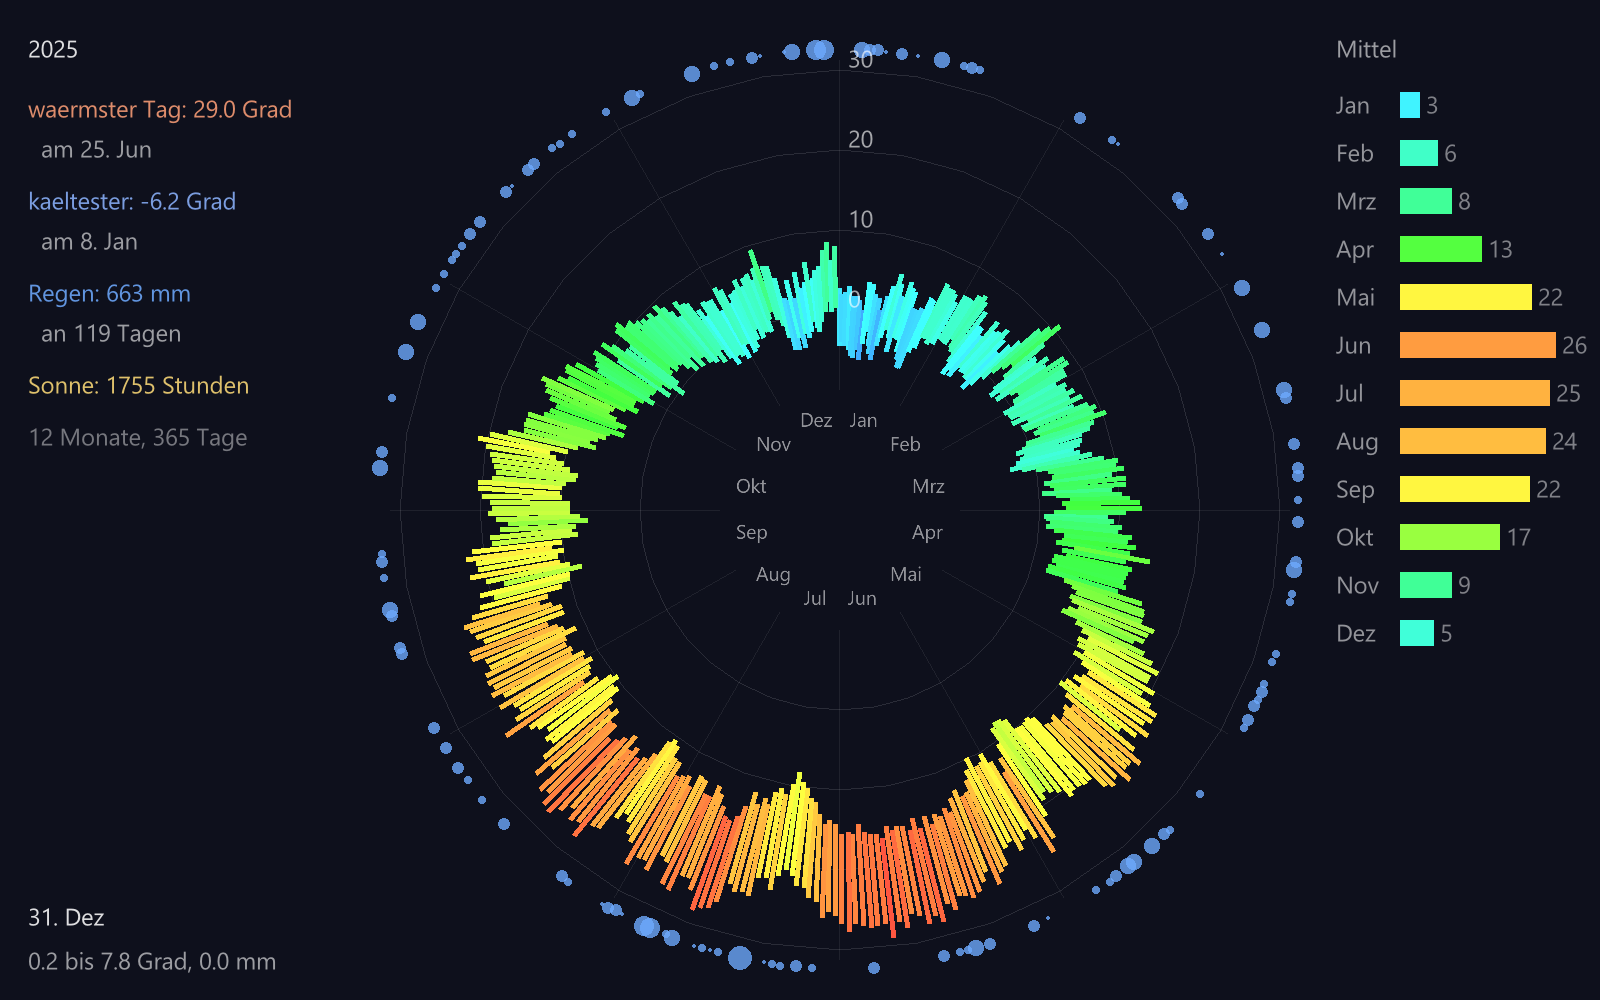 2025
waermster Tag: 29.0 Grad
am 25. Jun
kaeltester: -6.2 Grad
am 8. Jan
Regen: 663 mm
an 119 Tagen
Sonne: 1755 Stunden
12 Monate, 365 Tage
31. Dez
0.2 bis 7.8 Grad, 0.0 mm
30
20
10
0
Dez Jan
Nov Feb
Okt Mrz
Sep Apr
Aug Mai
Jul Jun
Mittel
Jan 3
Feb 6
Mrz 8
Apr 13
Mai 22
Jun 26
Jul 25
Aug 24
Sep 22
Okt 17
Nov 9
Dez 5